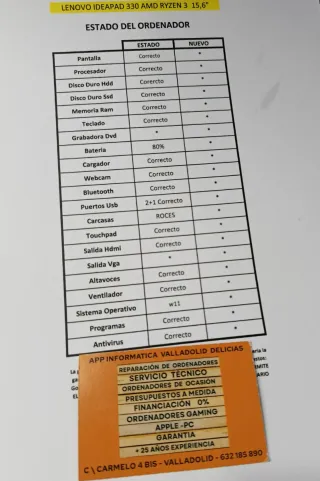 LENOVO IDEAPAD 330 AMD RYZEN 3 15,6"
ESTADO DEL ORDENADOR
ESTADO NUEVO
Pantalla Correcto *
Procesador Correcto *
Disco Duro Hdd Corercto *
Disco Duro Ssd Correcto *
Memoria Ram Correcto *
Teclado Correcto *
Grabadora Dvd * *
Bateria 80% *
Cargador Correcto *
Webcam Correcto *
Bluetooth Correcto *
Puertos Usb 2+1 Correcto *
Carcasas ROCES *
Touchpad Correcto *
Salida Hdmi Correcto *
Salida Vga * *
Altavoces Correcto *
Ventilador Correcto *
Sistema Operativo w11 *
Programas Correcto *
Antivirus Correcto *
APP INFORMATICA VALLADOLID DELICIAS
REPARACIÓN DE ORDENADORES
SERVICIO TÉCNICO
ORDENADORES DE OCASIÓN
PRESUPUESTOS A MEDIDA
FINANCIACIÓN 0%
ORDENADORES GAMING
APPLE -PC
GARANTIA
+ 25 AÑOS EXPERIENCIA
C \ CARMELO 4 BIS - VALLADOLID - 632 185 890